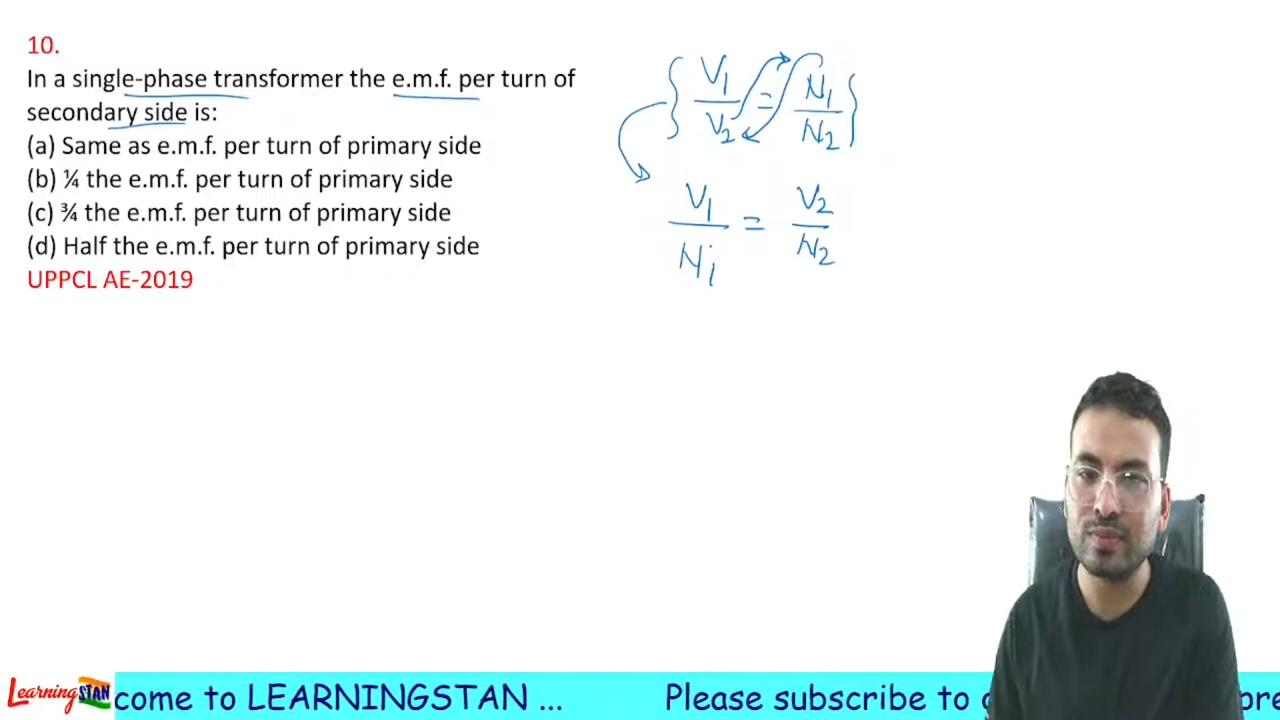 10.
In a single-phase transformer the e.m.f. per turn of
secondary side is:
(a) Same as e.m.f. per turn of primary side
(b) ¼ the e.m.f. per turn of primary side
(c) ¾ the e.m.f. per turn of primary side
(d) Half the e.m.f. per turn of primary side
UPPCL AE-2019
{ V1/V2 = N1/N2 }
V1/N1 = V2/N2
LearningSTAN come to LEARNINGSTAN ... Please subscribe to